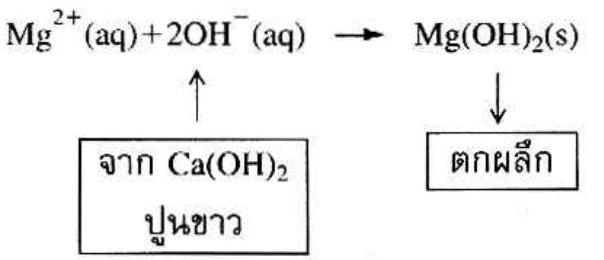 Mg²⁺(aq)+2OH⁻(aq) → Mg(OH)₂(s)
จาก Ca(OH)₂
ปูนขาว
ตกผลึก